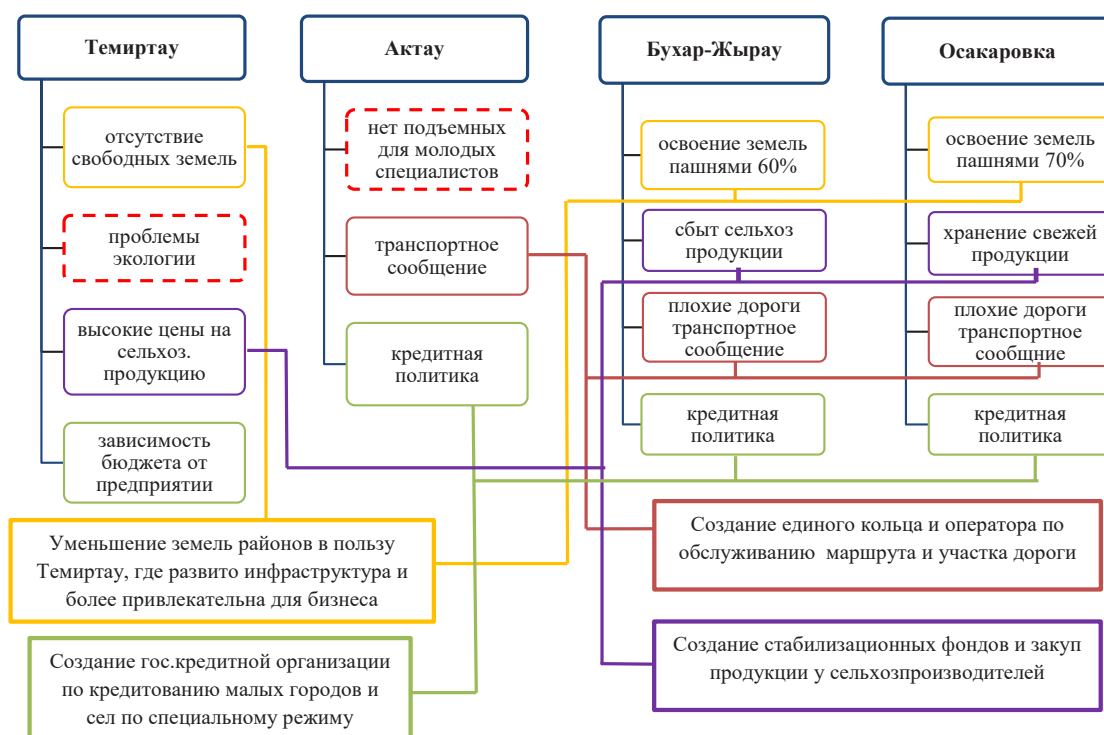 Темиртау
отсутствие
свободных земель
проблемы
экологии
высокие цены на
сельхоз.
продукцию
зависимость
бюджета от
предприятии
Актау
нет подъемных
для молодых
специалистов
транспортное
сообщение
кредитная
политика
Бухар-Жырау
освоение земель
пашнями 60%
сбыт сельхоз
продукции
плохие дороги
транспортное
сообщение
кредитная
политика
Осакаровка
освоение земель
пашнями 70%
хранение свежей
продукции
плохие дороги
транспортное
сообщние
кредитная
политика
Уменьшение земель районов в пользу
Темиртау, где развито инфраструктура и
более привлекательна для бизнеса
Создание единого кольца и оператора по
обслуживанию маршрута и участка дороги
Создание гос.кредитной организации
по кредитованию малых городов и
сел по специальному режиму
Создание стабилизационных фондов и закуп
продукции у сельхозпроизводителей